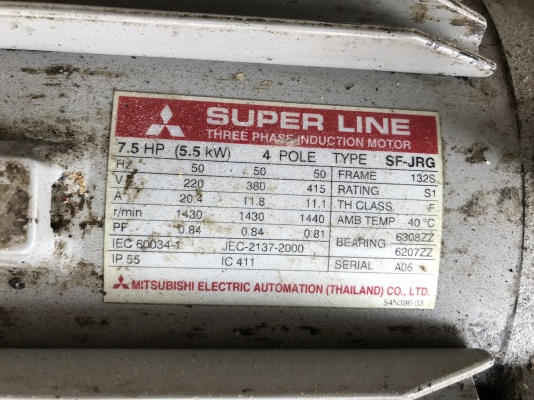 SUPER LINE
THREE PHASE INDUCTION MOTOR
7.5 HP (5.5 kW) 4 POLE TYPE SF-JRG
Hz 50 50 50 FRAME 132S
V 220 380 415 RATING S1
A 20.4 11.8 11.1 TH CLASS F
r/min 1430 1430 1440 AMB TEMP 40°C
PF 0.84 0.84 0.81 BEARING 6308ZZ
6207ZZ
IEC 60034-1 JEC-2137-2000
IP 55 IC 411 SERIAL A06
MITSUBISHI ELECTRIC AUTOMATION (THAILAND) CO., LTD.
54N396-03